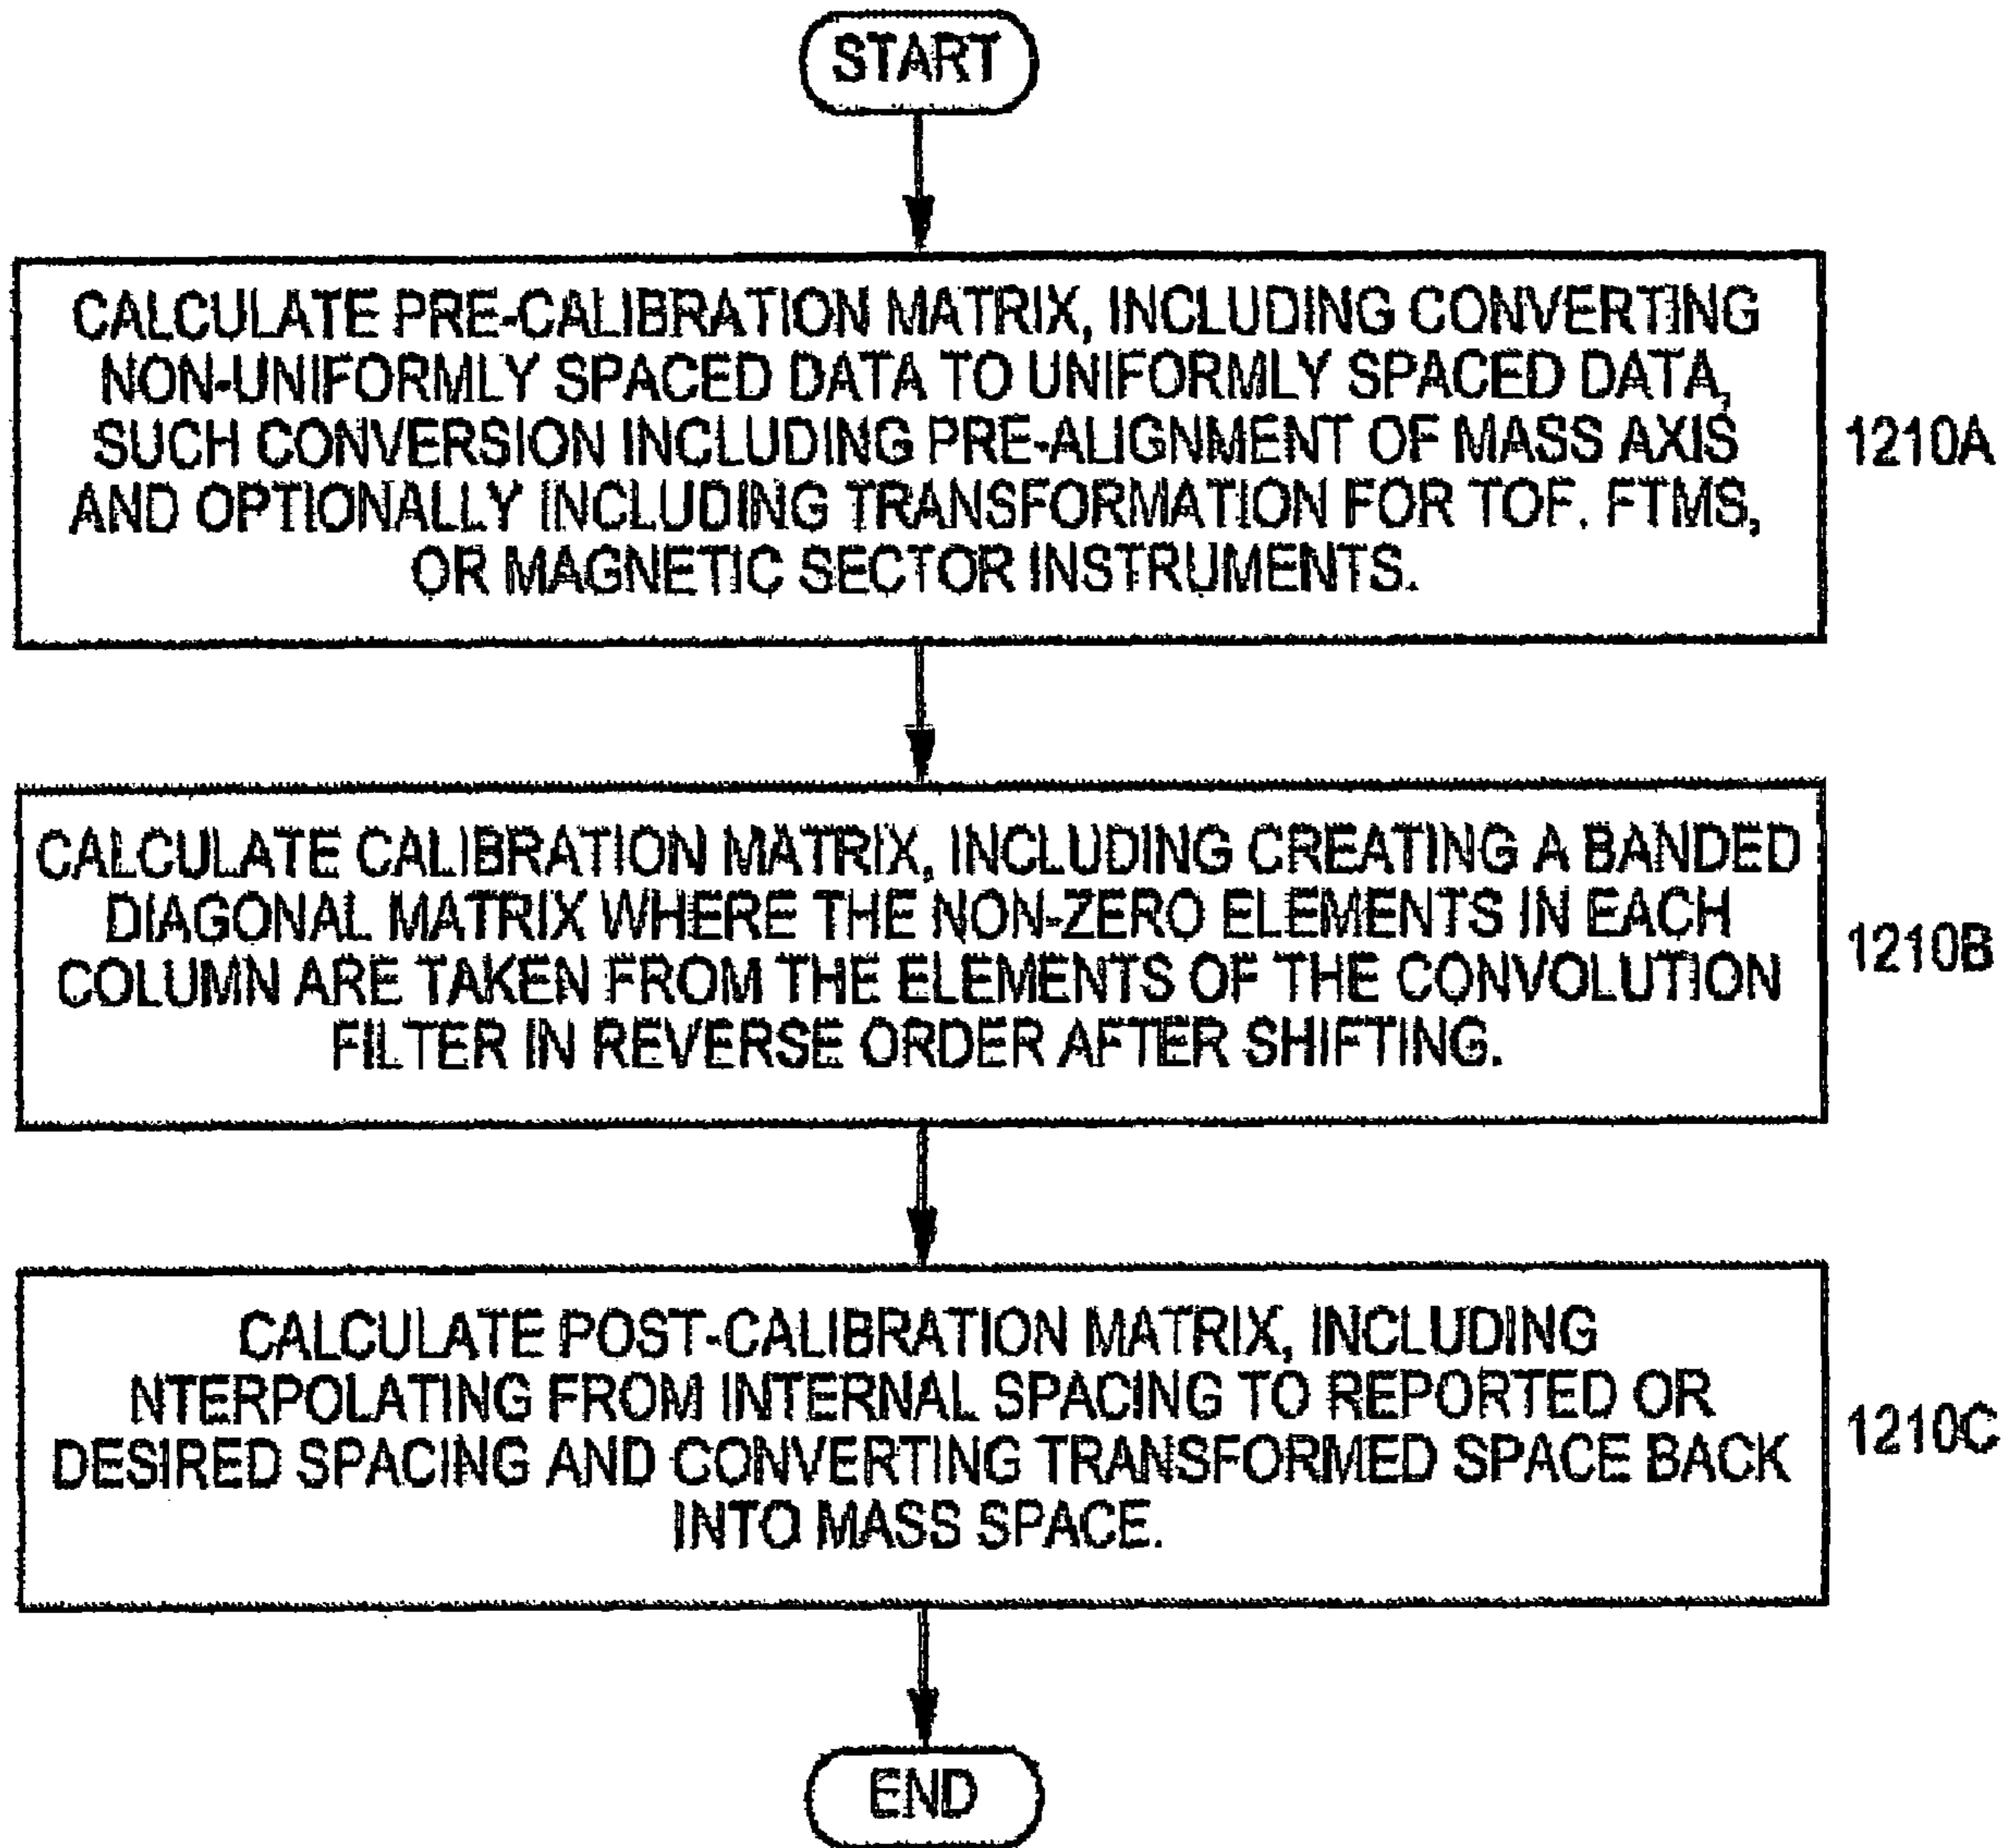 START
CALCULATE PRE-CALIBRATION MATRIX, INCLUDING CONVERTING
NON-UNIFORMLY SPACED DATA TO UNIFORMLY SPACED DATA,
SUCH CONVERSION INCLUDING PRE-ALIGNMENT OF MASS AXIS
AND OPTIONALLY INCLUDING TRANSFORMATION FOR TOF. FTMS,
OR MAGNETIC SECTOR INSTRUMENTS.
1210A
CALCULATE CALIBRATION MATRIX, INCLUDING CREATING A BANDED
DIAGONAL MATRIX WHERE THE NON-ZERO ELEMENTS IN EACH
COLUMN ARE TAKEN FROM THE ELEMENTS OF THE CONVOLUTION
FILTER IN REVERSE ORDER AFTER SHIFTING.
1210B
CALCULATE POST-CALIBRATION MATRIX, INCLUDING
NTERPOLATING FROM INTERNAL SPACING TO REPORTED OR
DESIRED SPACING AND CONVERTING TRANSFORMED SPACE BACK
INTO MASS SPACE.
1210C
END